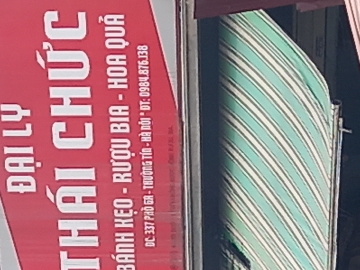 ĐẠI LÝ
THÁI CHỨC
BÁNH KẸO - RƯỢU BIA - HOA QUẢ
ĐC: 337 PHỐ GA - THƯỜNG TÍN - HÀ NỘI * ĐT: 0984.876.138